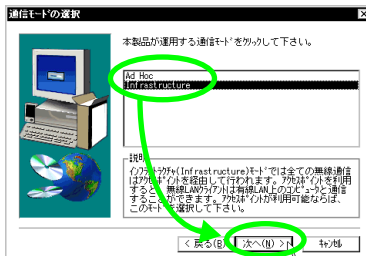 通信モードの選択
本製品が運用する通信ﾓｰﾄﾞをｸﾘｯｸして下さい。
Ad Hoc
Infrastructure
説明
ｲﾝﾌﾗｽﾄﾗｸﾁｬ(Infrastructure)ﾓｰﾄﾞでは全ての無線通信
はｱｸｾｽﾎﾟｲﾝﾄを経由して行われます。ｱｸｾｽﾎﾟｲﾝﾄを利用
すると、無線LANｸﾗｲｱﾝﾄは有線LAN上のｺﾝﾋﾟｭｰﾀと通信
することができます。ｱｸｾｽﾎﾟｲﾝﾄが利用可能ならば、
このﾓｰﾄﾞを選択して下さい。
< 戻る(B) 次へ(N) > ｷｬﾝｾﾙ